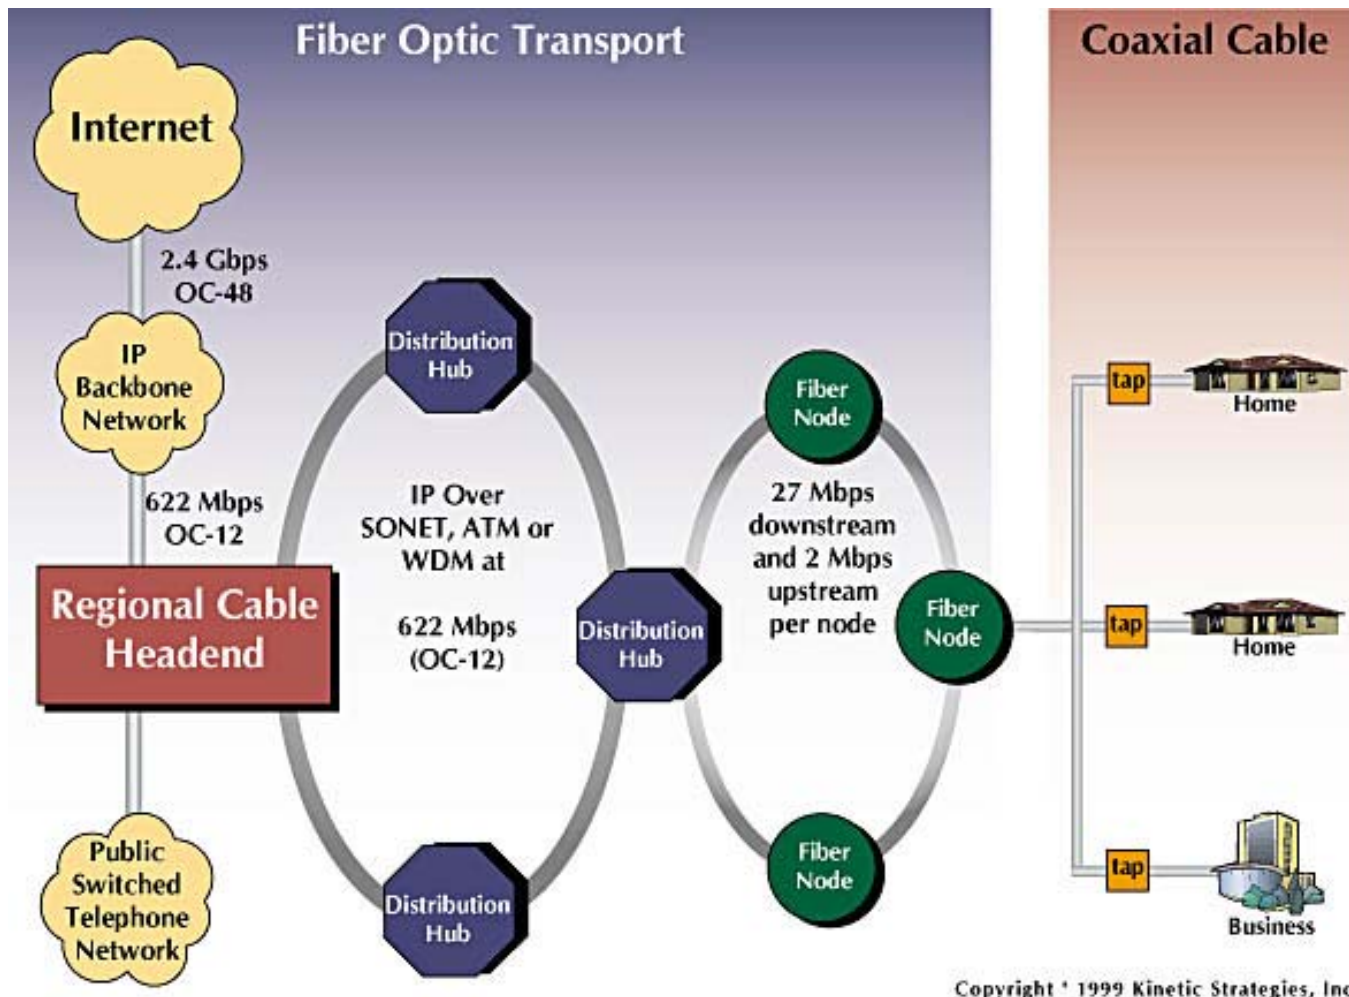 Fiber Optic Transport
Coaxial Cable
Internet
2.4 Gbps
OC-48
IP
Backbone
Network
622 Mbps
OC-12
Regional Cable
Headend
Public
Switched
Telephone
Network
Distribution
Hub
IP Over
SONET, ATM or
WDM at
622 Mbps
(OC-12)
Distribution
Hub
Distribution
Hub
Fiber
Node
27 Mbps
downstream
and 2 Mbps
upstream
per node
Fiber
Node
Fiber
Node
tap
Home
tap
Home
tap
Business
Copyright * 1999 Kinetic Strategies, Inc